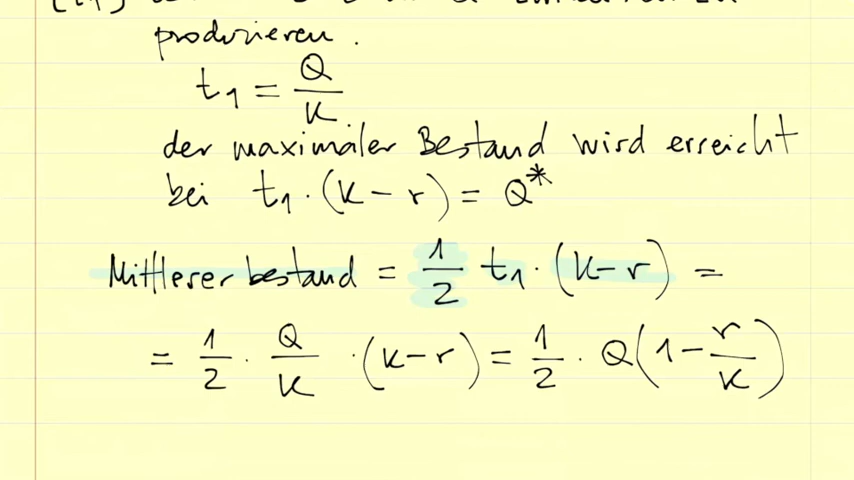 produzieren.
t₁ = Q/K
der maximaler Bestand wird erreicht
bei t₁ · (K − r) = Q*
Mittlerer bestand = 1/2 t₁ · (K − r) =
= 1/2 · Q/K · (K − r) = 1/2 · Q(1 − r/K)